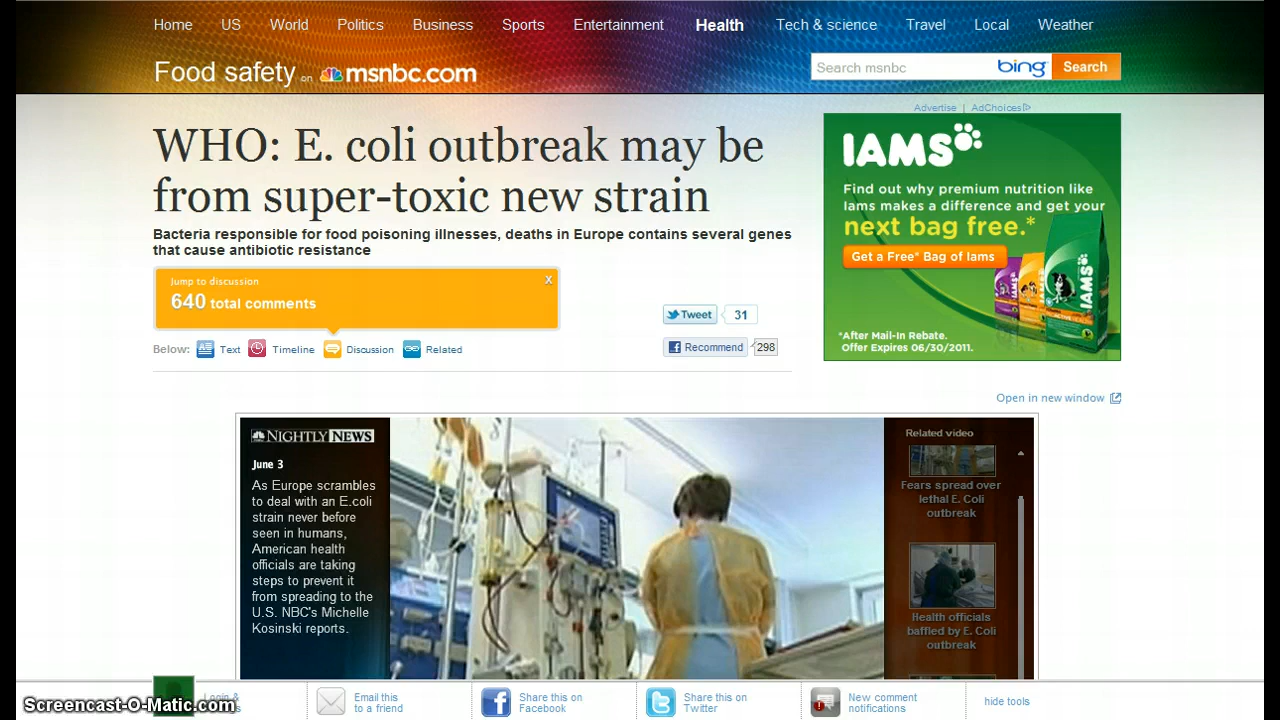 Home US World Politics Business Sports Entertainment Health Tech & science Travel Local Weather
Food safety on msnbc.com
Search msnbc bing Search
Advertise | AdChoices
WHO: E. coli outbreak may be
from super-toxic new strain
Bacteria responsible for food poisoning illnesses, deaths in Europe contains several genes
that cause antibiotic resistance
Jump to discussion
X
640 total comments
Below: Text Timeline Discussion Related
Tweet 31
Recommend 298
IAMS
Find out why premium nutrition like
Iams makes a difference and get your
next bag free.*
Get a Free* Bag of Iams
IAMS
*After Mail-In Rebate.
Offer Expires 06/30/2011.
Open in new window
NIGHTLY NEWS
June 3
As Europe scrambles
to deal with an E.coli
strain never before
seen in humans,
American health
officials are taking
steps to prevent it
from spreading to the
U.S. NBC's Michelle
Kosinski reports.
Related video
Fears spread over
lethal E. Coli
outbreak
Health officials
baffled by E. Coli
outbreak
Login &
Email this
to a friend
Share this on
Facebook
Share this on
Twitter
New comment
notifications
hide tools
Screencast-O-Matic.com